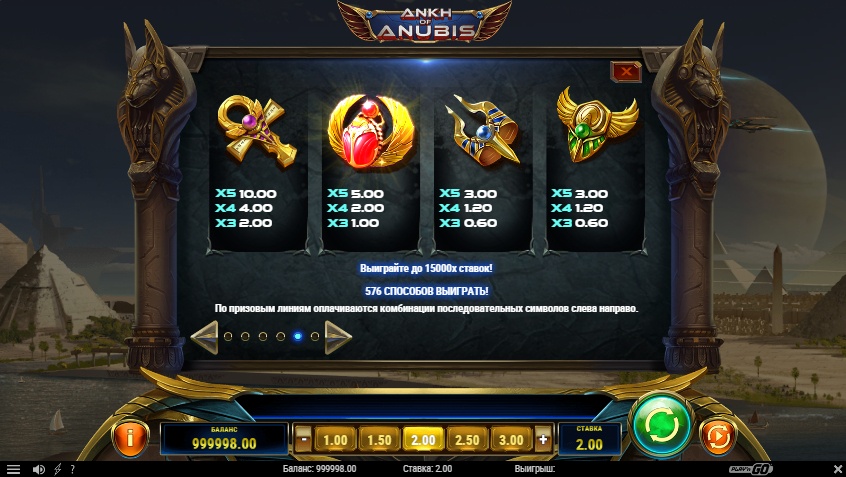 ANKH
OF
ANUBIS
X5 10.00
X4 4.00
X3 2.00
X5 5.00
X4 2.00
X3 1.00
X5 3.00
X4 1.20
X3 0.60
X5 3.00
X4 1.20
X3 0.60
Выиграйте до 15000x ставок!
576 СПОСОБОВ ВЫИГРАТЬ!
По призовым линиям оплачиваются комбинации последовательных символов слева направо.
БАЛАНС
999998.00
- 1.00 1.50 2.00 2.50 3.00 +
СТАВКА
2.00
? Баланс: 999998.00 Ставка: 2.00 Выигрыш: PLAY'N GO